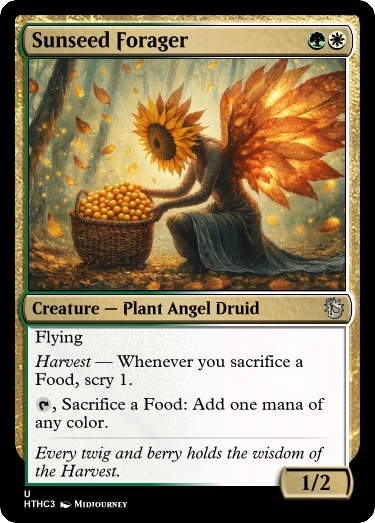 Sunseed Forager
Creature — Plant Angel Druid
Flying
Harvest — Whenever you sacrifice a
Food, scry 1.
, Sacrifice a Food: Add one mana of
any color.
Every twig and berry holds the wisdom of
the Harvest.
1/2
U
HTHC3 Midjourney